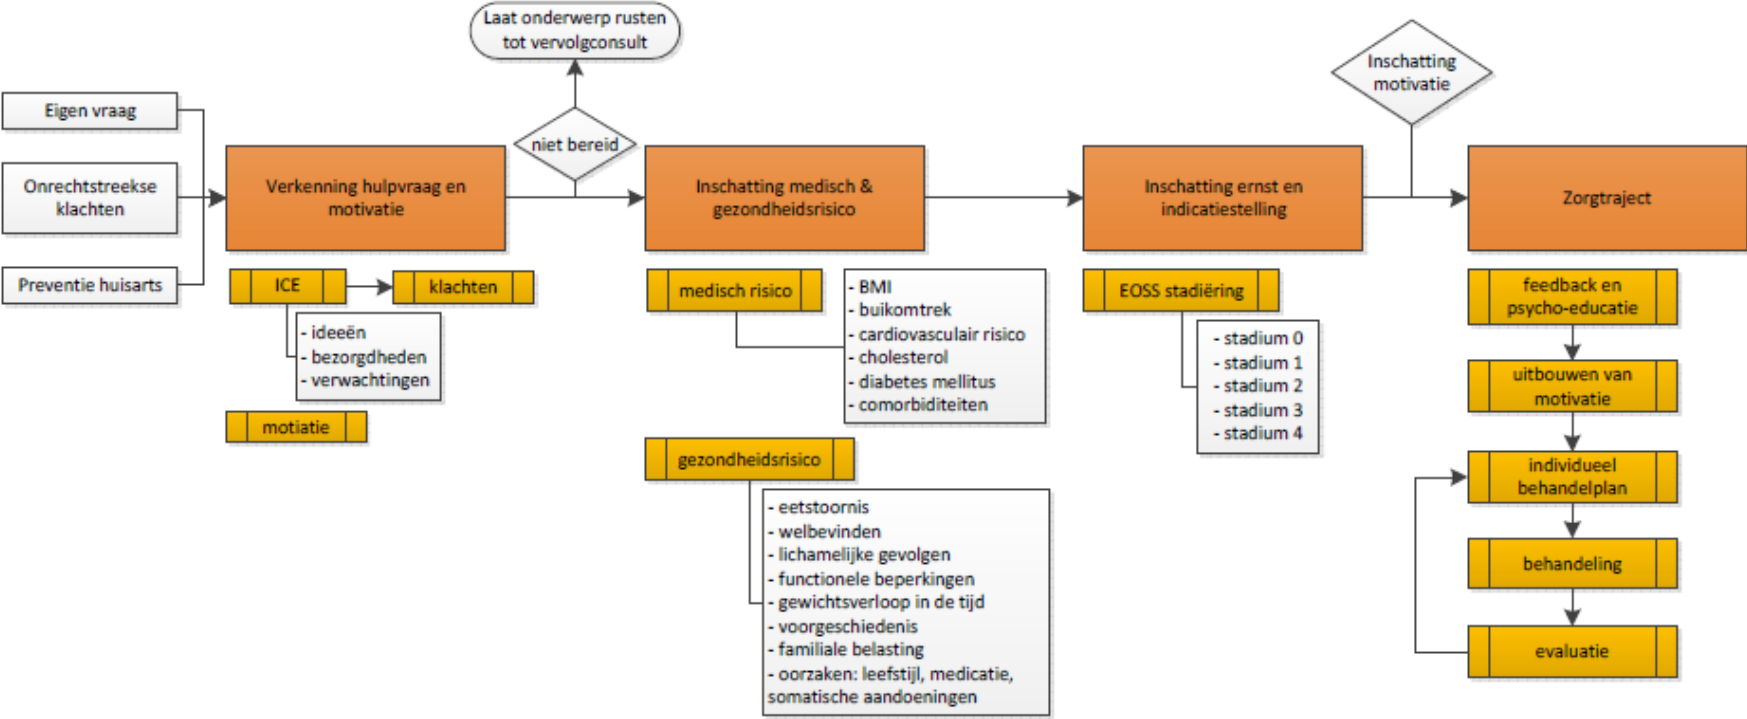 Laat onderwerp rusten
tot vervolgconsult
Inschatting
motivatie
Eigen vraag
niet bereid
Onrechtstreekse
klachten
Verkenning hulpvraag en
motivatie
Inschatting medisch &
gezondheidsrisico
Inschatting ernst en
indicatiestelling
Zorgtraject
Preventie huisarts
ICE
klachten
- ideeën
- bezorgdheden
- verwachtingen
motiatie
medisch risico
- BMI
- buikomtrek
- cardiovasculair risico
- cholesterol
- diabetes mellitus
- comorbiditeiten
gezondheidsrisico
- eetstoornis
- welbevinden
- lichamelijke gevolgen
- functionele beperkingen
- gewichtsverloop in de tijd
- voorgeschiedenis
- familiale belasting
- oorzaken: leefstijl, medicatie,
somatische aandoeningen
EOSS stadiëring
- stadium 0
- stadium 1
- stadium 2
- stadium 3
- stadium 4
feedback en
psycho-educatie
uitbouwen van
motivatie
individueel
behandelplan
behandeling
evaluatie